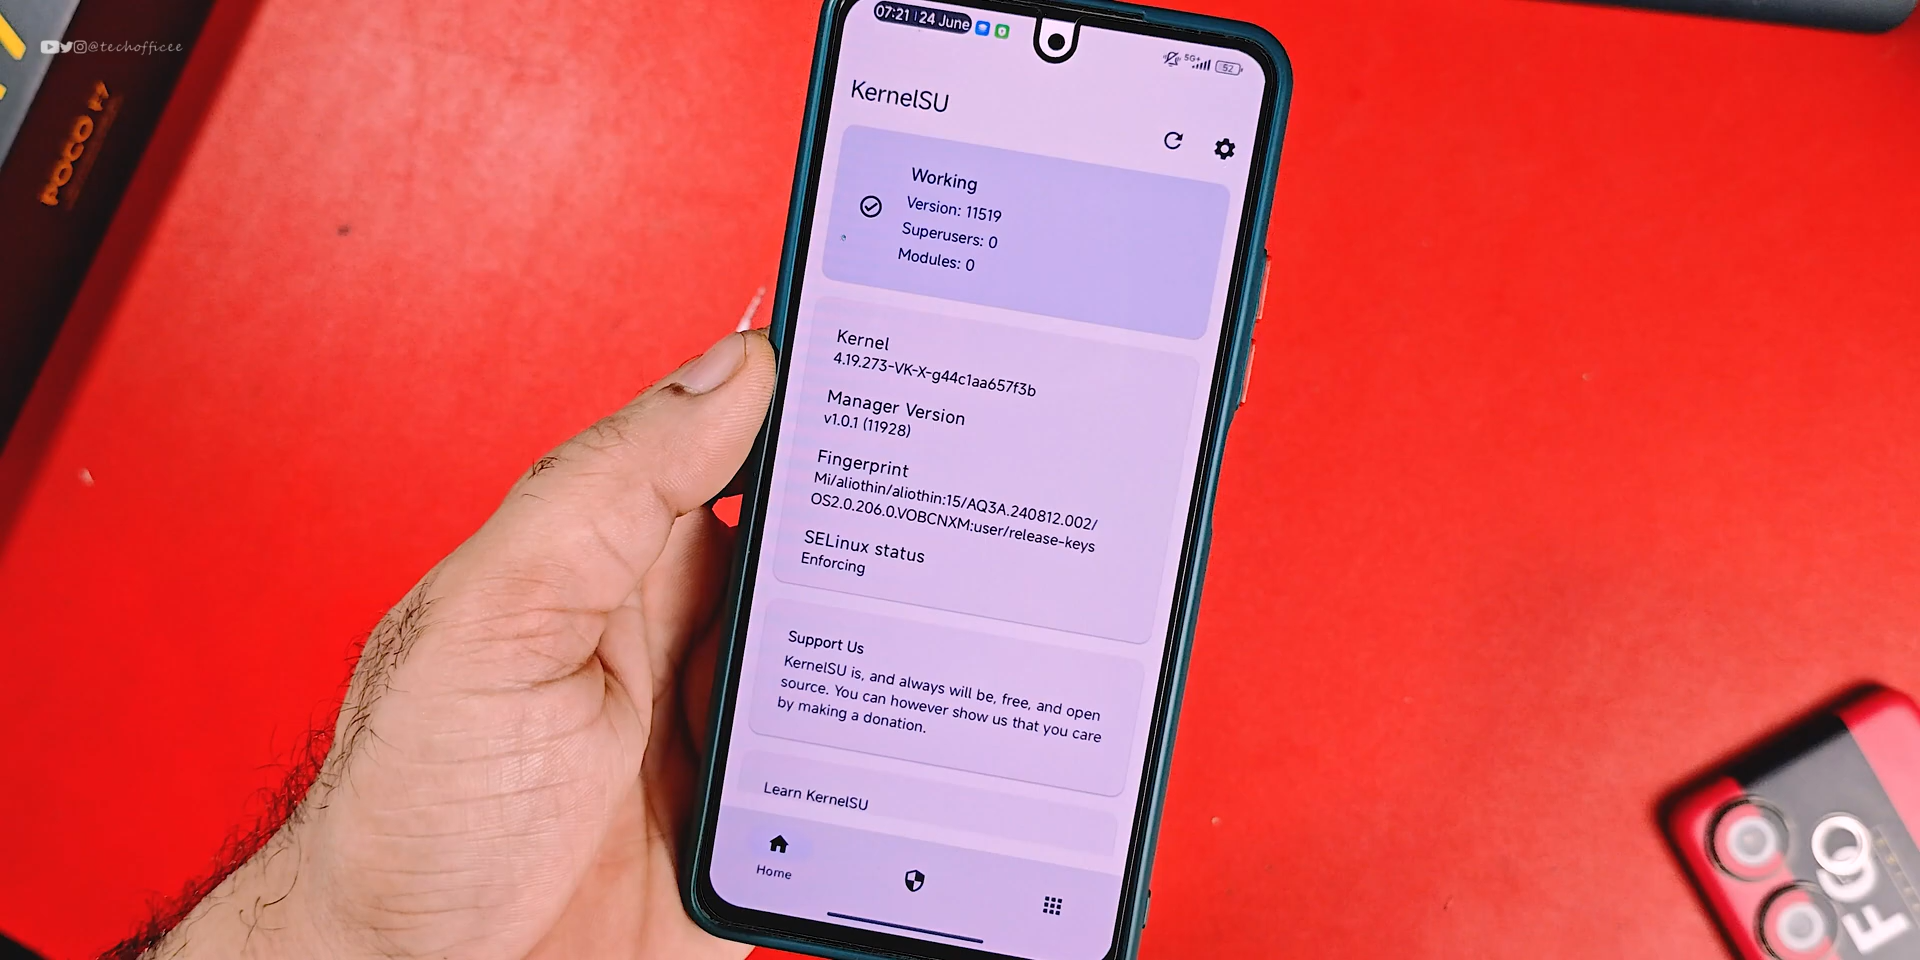 @techofficee
POCO F7
07:21 | 24 June
5G+
52
KernelSU
Working
Version: 11519
Superusers: 0
Modules: 0
Kernel
4.19.273-VK-X-g44c1aa657f3b
Manager Version
v1.0.1 (11928)
Fingerprint
Mi/aliothin/aliothin:15/AQ3A.240812.002/
OS2.0.206.0.VOBCNXM:user/release-keys
SELinux status
Enforcing
Support Us
KernelSU is, and always will be, free, and open
source. You can however show us that you care
by making a donation.
Learn KernelSU
Home